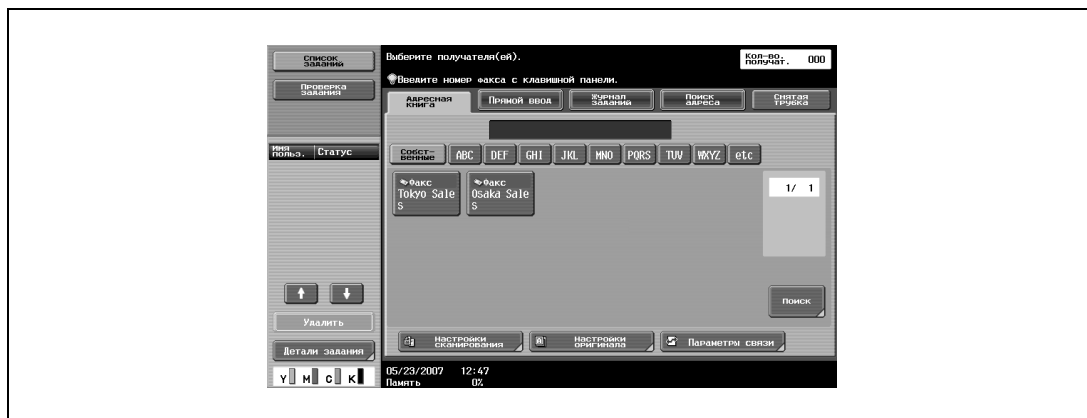 Список
заданий
Проверка
задания
Имя
польз.
Статус
Удалить
Детали задания
Y M C K
Выберите получателя(ей).
Кол-во.
получат.
000
Введите номер факса с клавишной панели.
Адресная
книга
Прямой ввод
Журнал
заданий
Поиск
адреса
Снятая
трубка
Собст-
венные
ABC DEF GHI JKL MNO PQRS TUV WXYZ etc
Факс
Tokyo Sale
s
Факс
Osaka Sale
s
1/ 1
Поиск
Настройки
сканирования
Настройки
оригинала
Параметры связи
05/23/2007 12:47
Память 0%